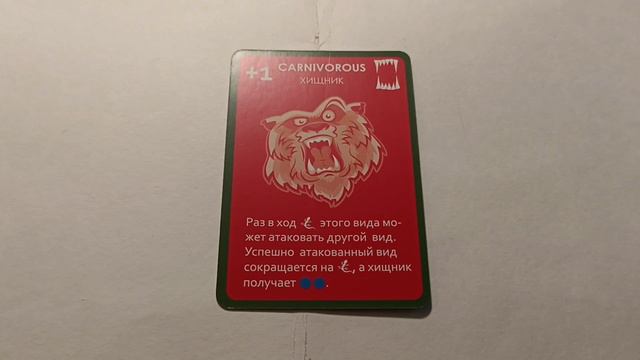 +1 CARNIVOROUS
ХИЩНИК
Раз в ход этого вида мо-
жет атаковать другой вид.
Успешно атакованный вид
сокращается на , а хищник
получает .